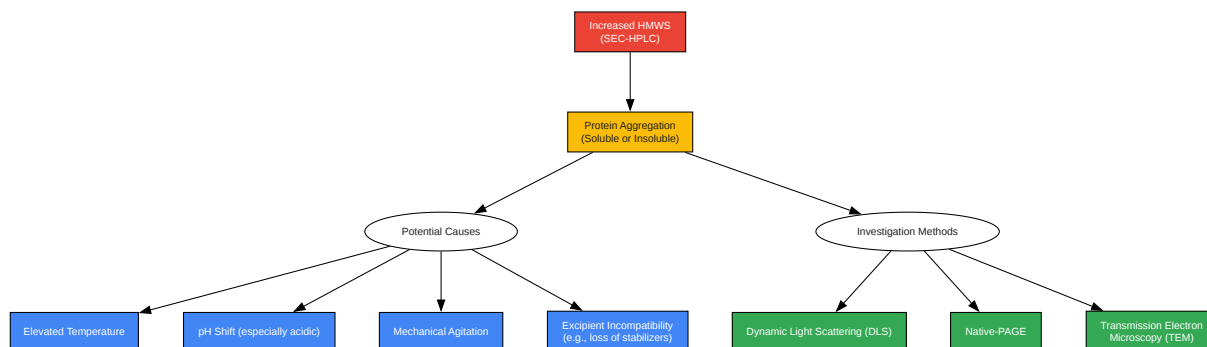 Increased HMWS
(SEC-HPLC)
Protein Aggregation
(Soluble or Insoluble)
Potential Causes
Investigation Methods
Elevated Temperature
pH Shift (especially acidic)
Mechanical Agitation
Excipient Incompatibility
(e.g., loss of stabilizers)
Dynamic Light Scattering (DLS)
Native-PAGE
Transmission Electron
Microscopy (TEM)